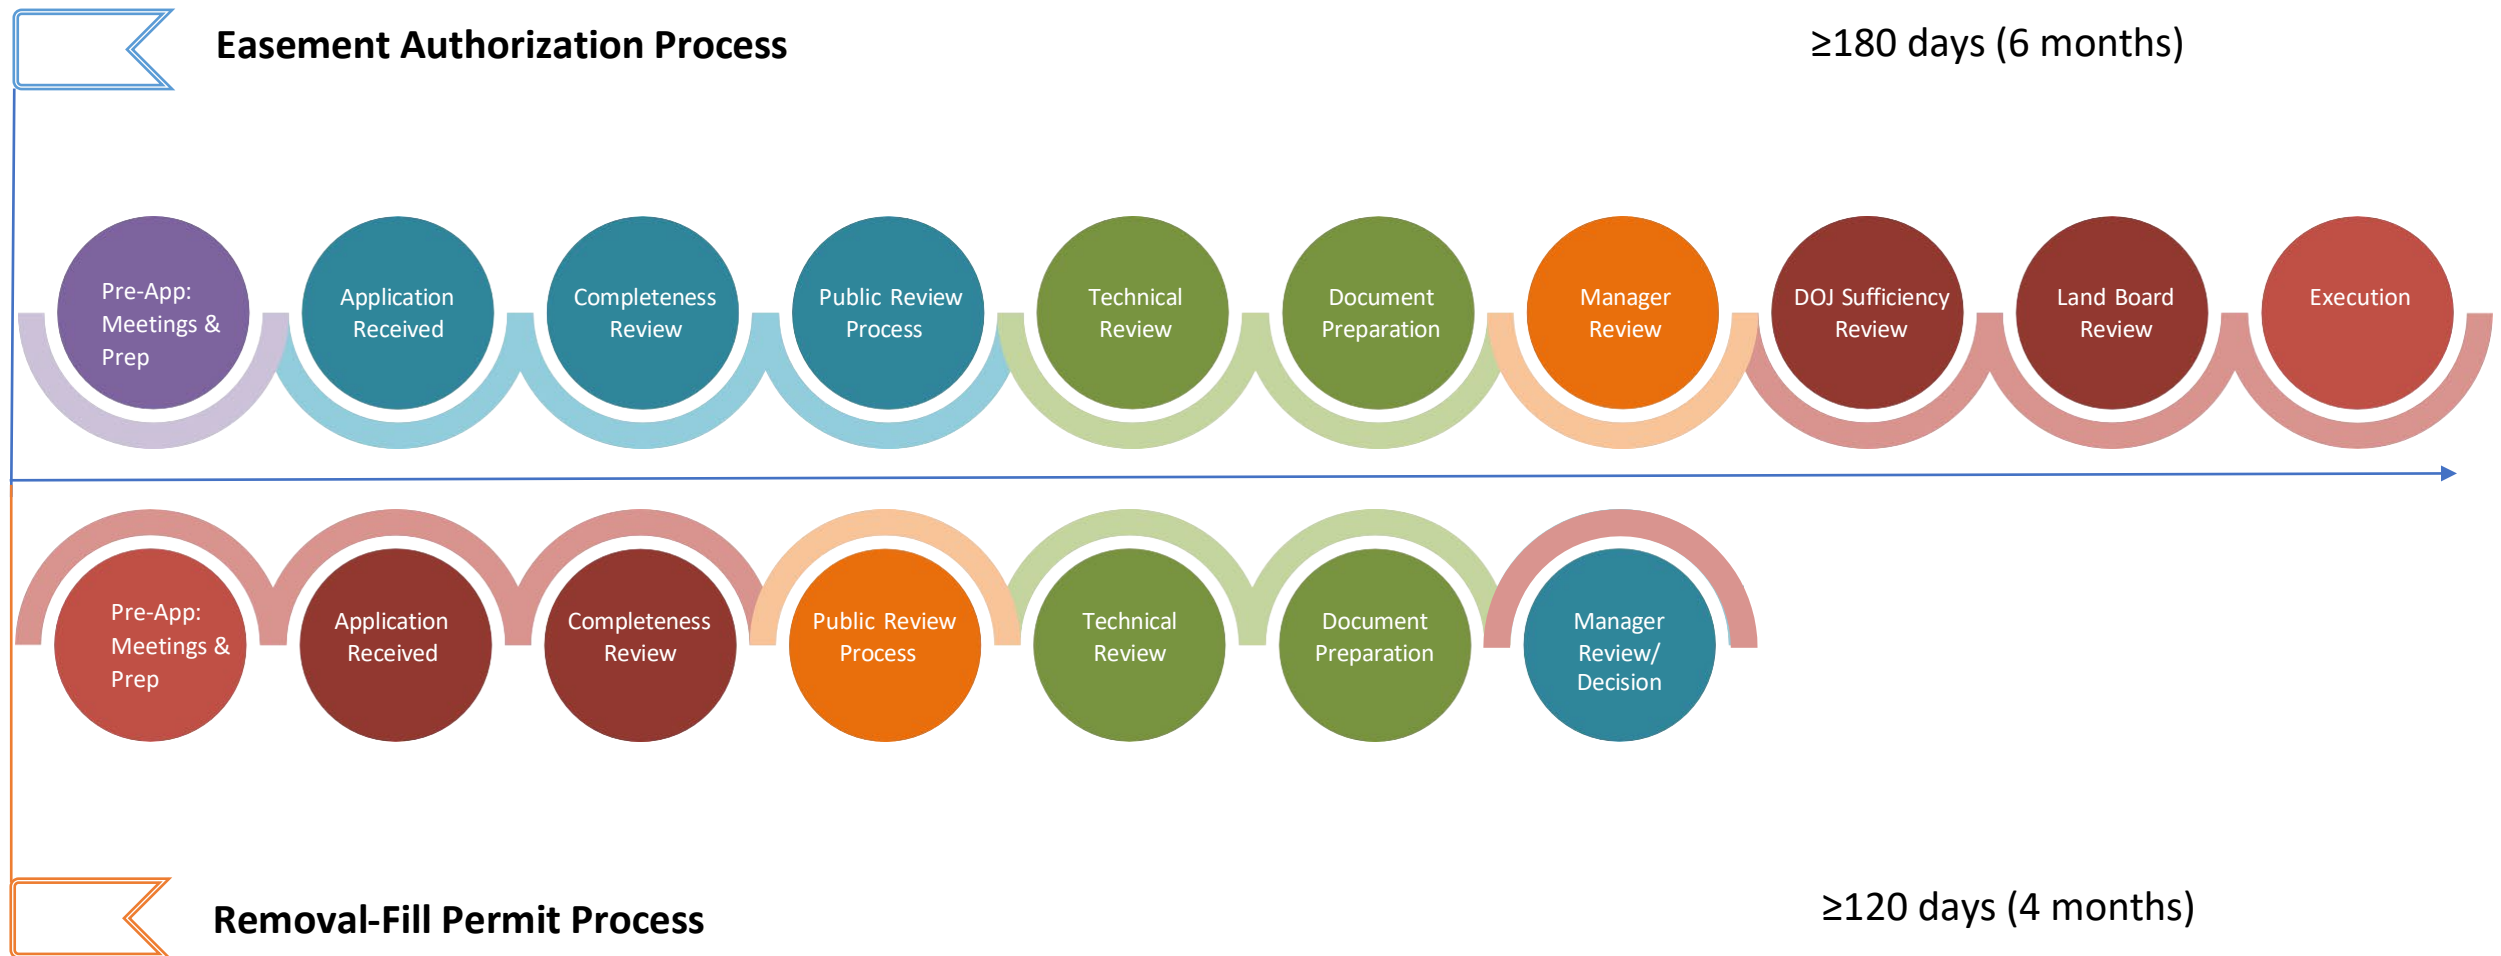 Easement Authorization Process
≥180 days (6 months)
Pre-App:
Meetings &
Prep
Application
Received
Completeness
Review
Public Review
Process
Technical
Review
Document
Preparation
Manager
Review
DOJ Sufficiency
Review
Land Board
Review
Execution
Pre-App:
Meetings &
Prep
Application
Received
Completeness
Review
Public Review
Process
Technical
Review
Document
Preparation
Manager
Review/
Decision
Removal-Fill Permit Process
≥120 days (4 months)